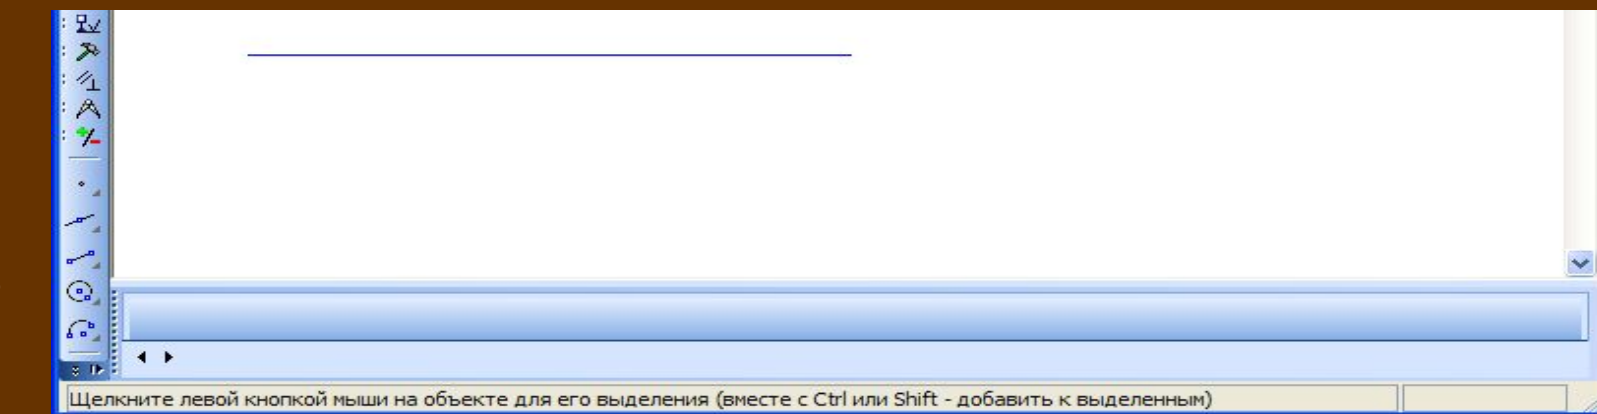 Щелкните левой кнопкой мыши на объекте для его выделения (вместе с Ctrl или Shift - добавить к выделенным)